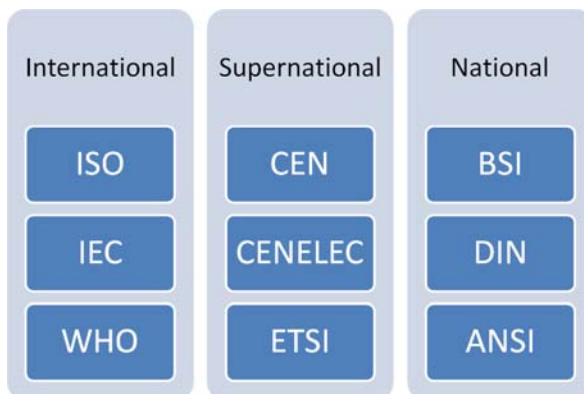 International
ISO
IEC
WHO
Supernational
CEN
CENELEC
ETSI
National
BSI
DIN
ANSI